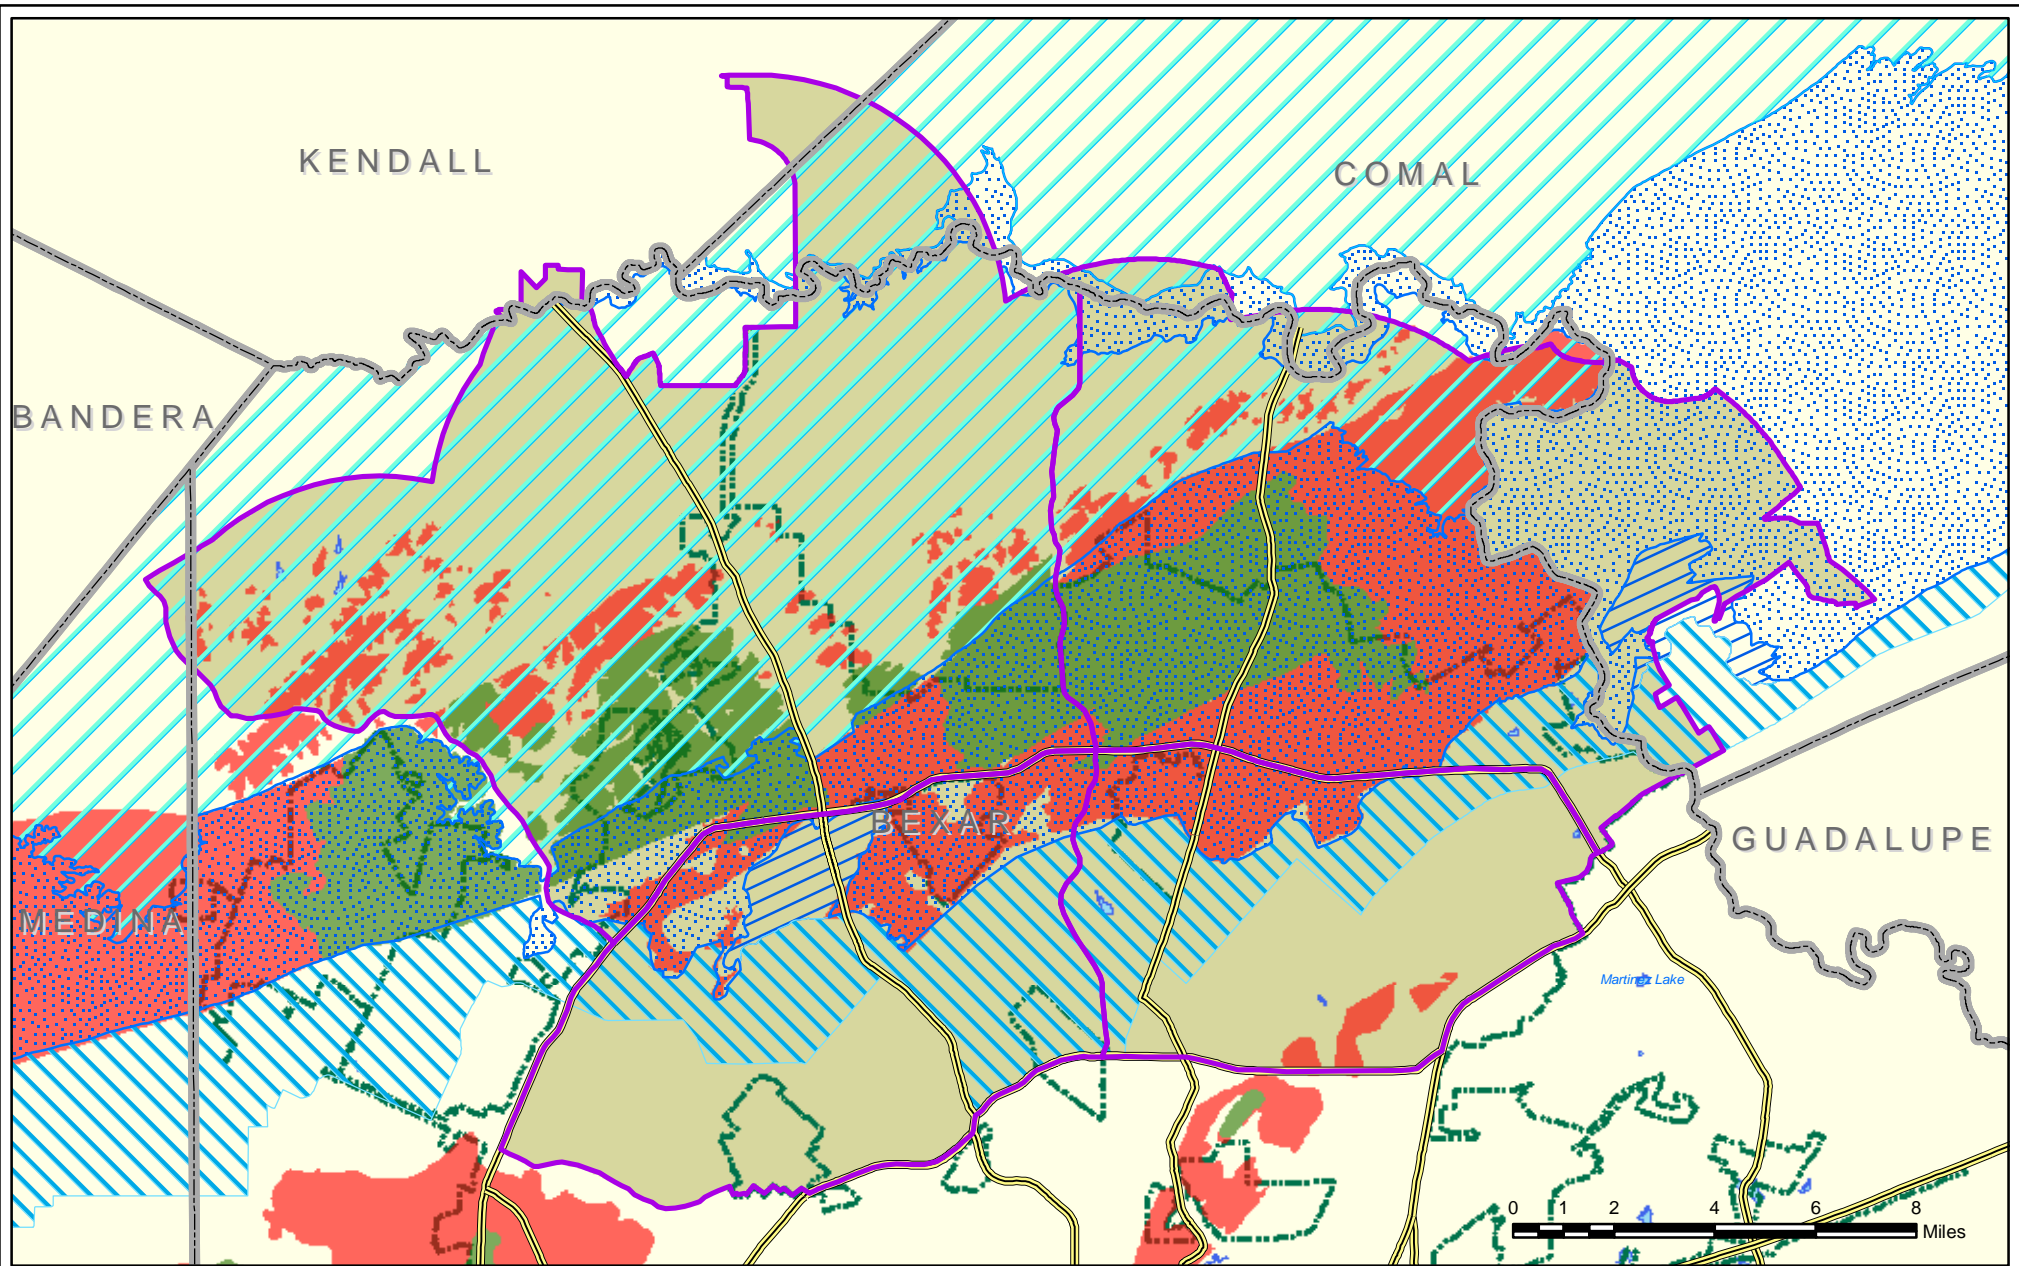 KENDALL
COMAL
BANDERA
BEXAR
GUADALUPE
MEDINA
Martinez Lake
0 1 2 4 6 8
Miles